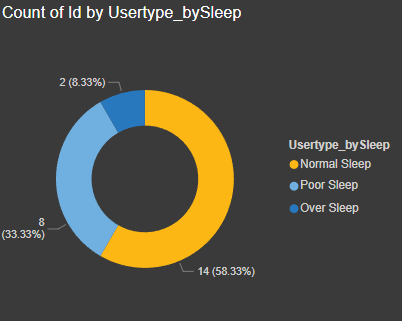 Count of Id by Usertype_bySleep
2 (8.33%)
Usertype_bySleep
Normal Sleep
Poor Sleep
Over Sleep
8
(33.33%)
14 (58.33%)